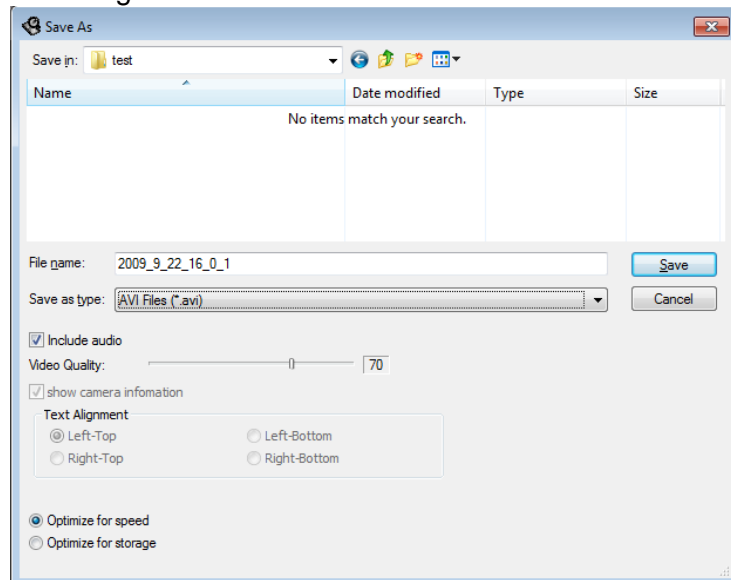 Save As
Save in: test
Name Date modified Type Size
No items match your search.
File name: 2009_9_22_16_0_1 Save
Save as type: AVI Files (*.avi) Cancel
Include audio
Video Quality: 70
show camera infomation
Text Alignment
Left-Top Left-Bottom
Right-Top Right-Bottom
Optimize for speed
Optimize for storage